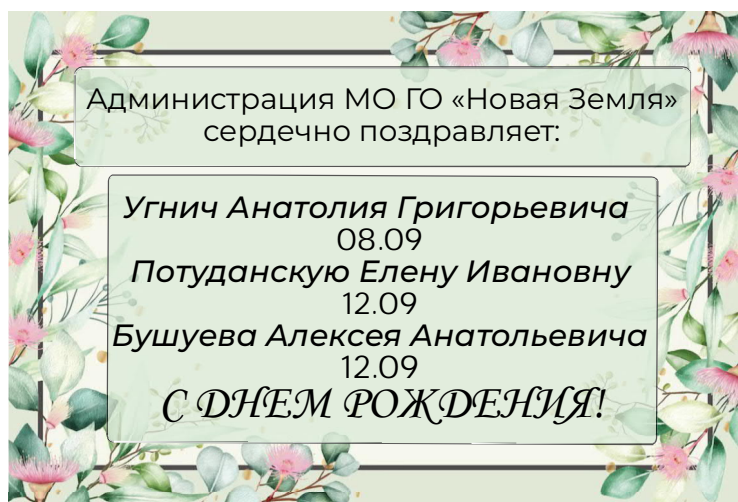 Администрация МО ГО «Новая Земля»
сердечно поздравляет:
Угнич Анатолия Григорьевича
08.09
Потуданскую Елену Ивановну
12.09
Бушуева Алексея Анатольевича
12.09
С ДНЕМ РОЖДЕНИЯ!